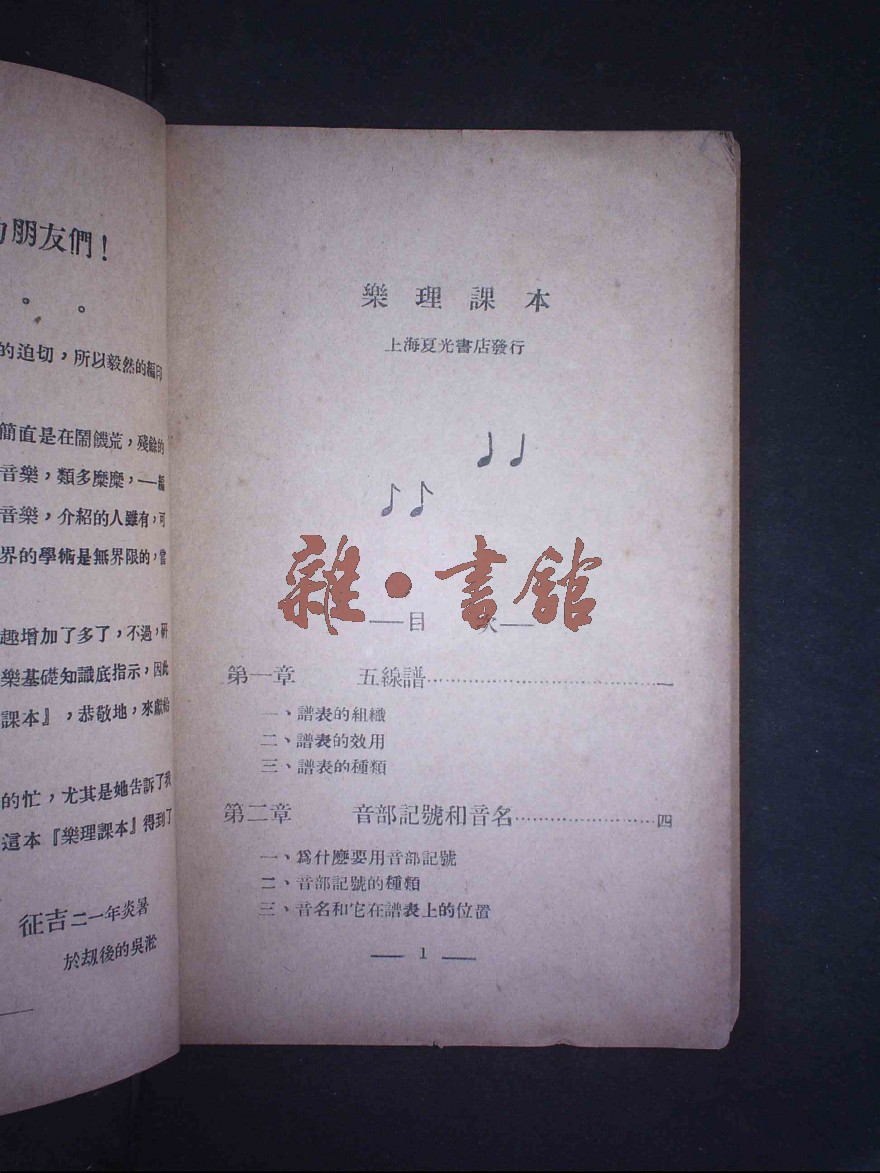 朋友們！
。 。
的迫切，所以毅然的編印
簡直是在鬧饑荒，殘餘的
音樂，類多糜糜，——編
音樂，介紹的人雖有，可
界的學術是無界限的，當
趣增加了多了，不過，研
樂基礎知識底指示，因此
課本』，恭敬地，來獻給
的忙，尤其是她告訴了我
這本『樂理課本』得到了
征吉二一年炎暑
於刼後的吳淞
樂理課本
上海夏光書店發行
雜•書館
—目 次—
第一章 五線譜……………………一
一、譜表的組織
二、譜表的效用
三、譜表的種類
第二章 音部記號和音名……………四
一、爲什麼要用音部記號
二、音部記號的種類
三、音名和它在譜表上的位置
— 1 —